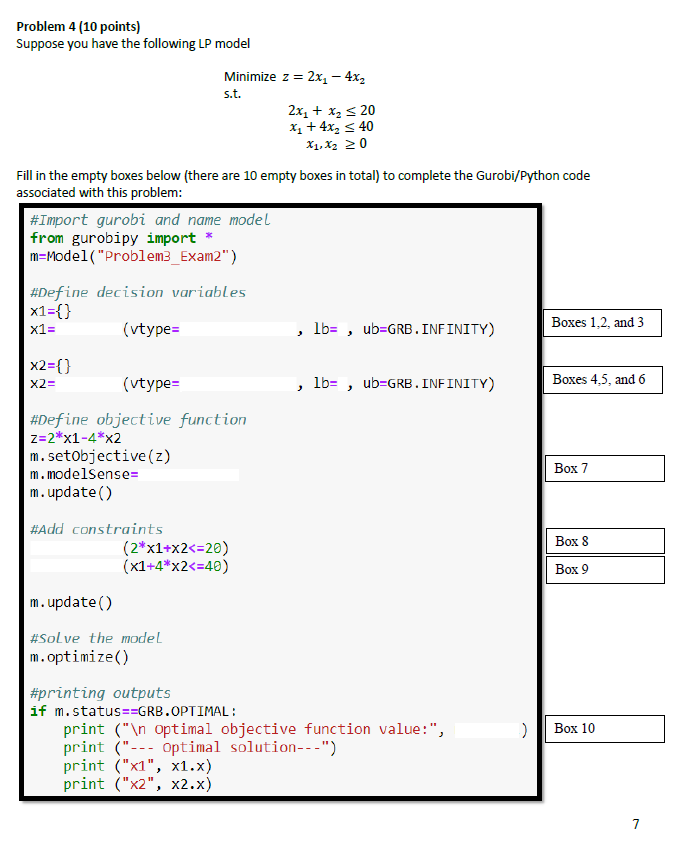 Problem 4 (10 points)
Suppose you have the following LP model
Minimize z = 2x₁ − 4x₂
s.t.
2x₁ + x₂ ≤ 20
x₁ + 4x₂ ≤ 40
x₁, x₂ ≥ 0
Fill in the empty boxes below (there are 10 empty boxes in total) to complete the Gurobi/Python code
associated with this problem:
#Import gurobi and name model
from gurobipy import *
m=Model("Problem3_Exam2")
#Define decision variables
x1={}
x1= (vtype= , lb= , ub=GRB.INFINITY)
Boxes 1,2, and 3
x2={}
x2= (vtype= , lb= , ub=GRB.INFINITY)
Boxes 4,5, and 6
#Define objective function
z=2*x1-4*x2
m.setObjective(z)
m.modelSense=
Box 7
m.update()
#Add constraints
(2*x1+x2<=20)
Box 8
(x1+4*x2<=40)
Box 9
m.update()
#Solve the model
m.optimize()
#printing outputs
if m.status==GRB.OPTIMAL:
print ("\n Optimal objective function value:", )
Box 10
print ("--- Optimal solution---")
print ("x1", x1.x)
print ("x2", x2.x)
7